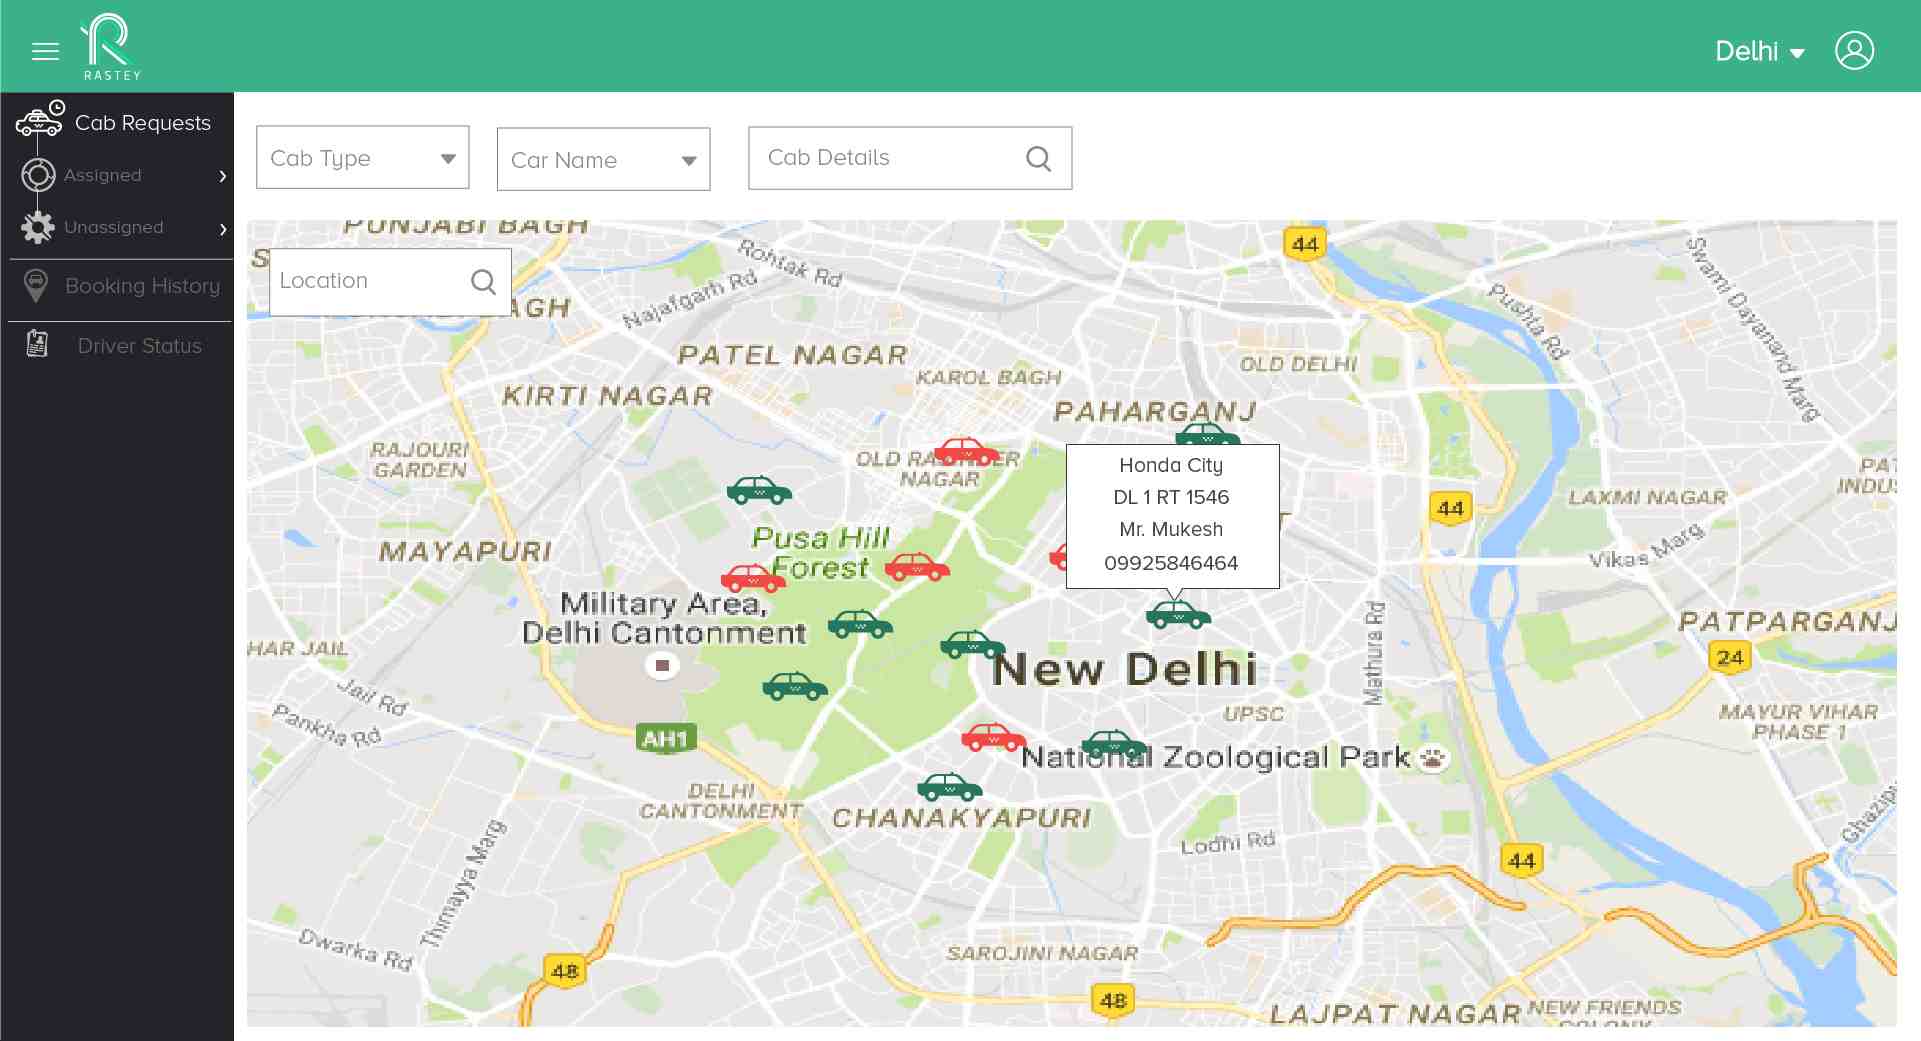 RASTEY
Delhi
Cab Requests
Assigned
Unassigned
Booking History
Driver Status
Cab Type
Car Name
Cab Details
Location
PUNJABI BAGH
Rohtak Rd
Najafgarh Rd
44
Pushta Rd
Swami Dayanand Marg
PATEL NAGAR
KAROL BAGH
OLD DELHI
KIRTI NAGAR
PAHARGANJ
RAJOURI
GARDEN
OLD
NAGAR
Honda City
DL 1 RT 1546
Mr. Mukesh
09925846464
44
LAXMI NAGAR
Vikas Marg
MAYAPURI
Pusa Hill
Forest
Military Area,
Delhi Cantonment
HAR JAIL
New Delhi
Mathura Rd
PATPARGANJ
24
Jail Rd
Pankha Rd
UPSC
MAYUR VIHAR
PHASE 1
AH1
National Zoological Park
DELHI
CANTONMENT
CHANAKYAPURI
Lodhi Rd
44
Thimayya Marg
Dwarka Rd
SAROJINI NAGAR
48
48
LAJPAT NAGAR
NEW FRIENDS
COLONY